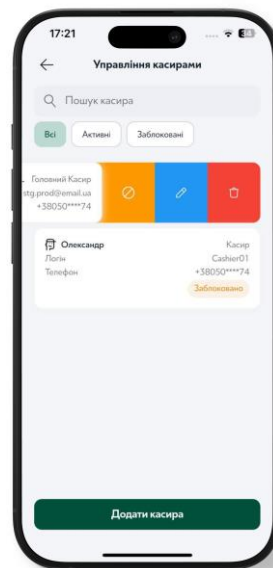 17:21
Управління касирами
Пошук касира
Всі Активні Заблоковані
Головний Касир
stg.prod@email.ua
+38050****74
Олександр Касир
Логін Cashier01
Телефон +38050****74
Заблоковано
Додати касира